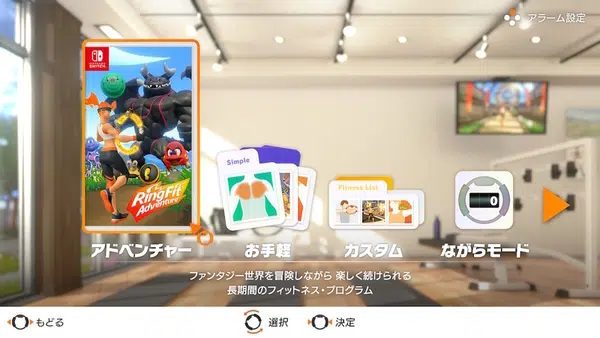 アラーム設定
NINTENDO
SWITCH
RingFit
Adventure
Simple
Fitness List
0
アドベンチャー
お手軽
カスタム
ながらモード
ファンタジー世界を冒険しながら 楽しく続けられる
長期間のフィットネス・プログラム
もどる
選択
決定